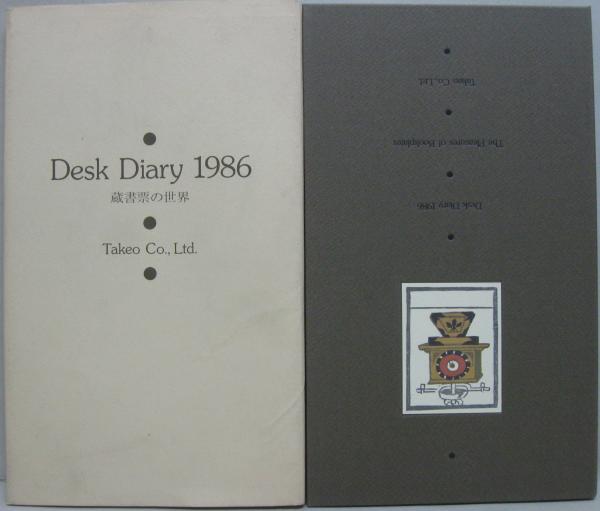 Desk Diary 1986
蔵書票の世界
Takeo Co., Ltd.
Desk Diary 1986
The Pleasures of Bookplates
Takeo Co., Ltd.